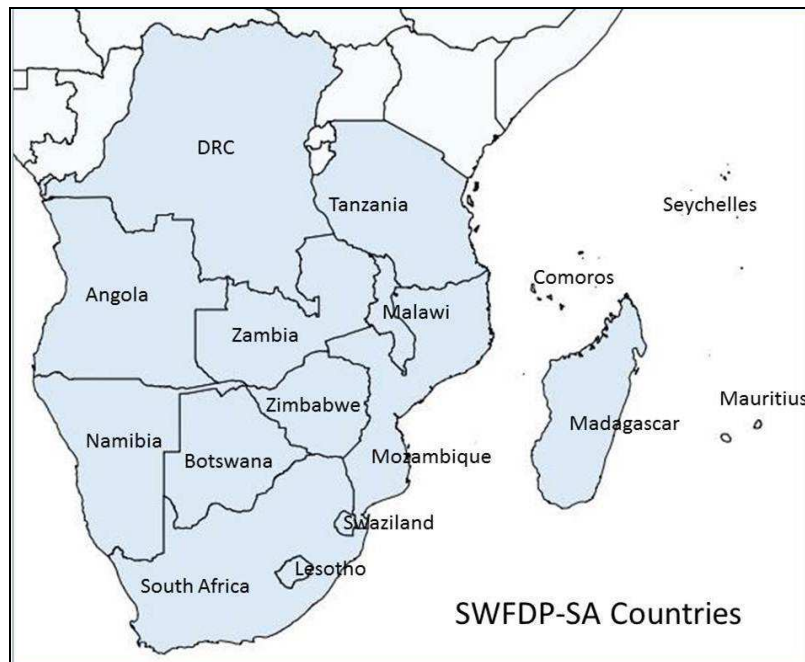 DRC
Tanzania
Seychelles
Comoros
Angola
Malawi
Zambia
Mauritius
Zimbabwe
Madagascar
Namibia
Mozambique
Botswana
Swaziland
Lesotho
South Africa
SWFDP-SA Countries